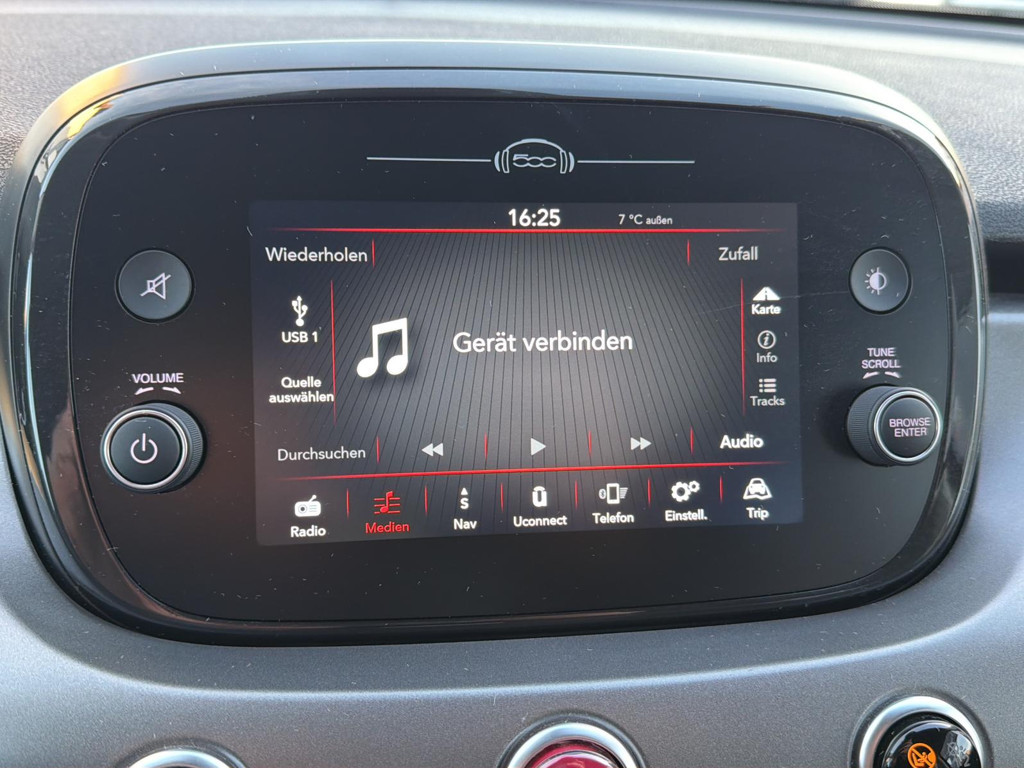 500
16:25 7 °C außen
Wiederholen Zufall
USB 1
Gerät verbinden
Karte
Info
Quelle
auswählen
Tracks
Durchsuchen Audio
Radio Medien S Nav Uconnect Telefon Einstell. Trip
VOLUME
TUNE
SCROLL
BROWSE
ENTER